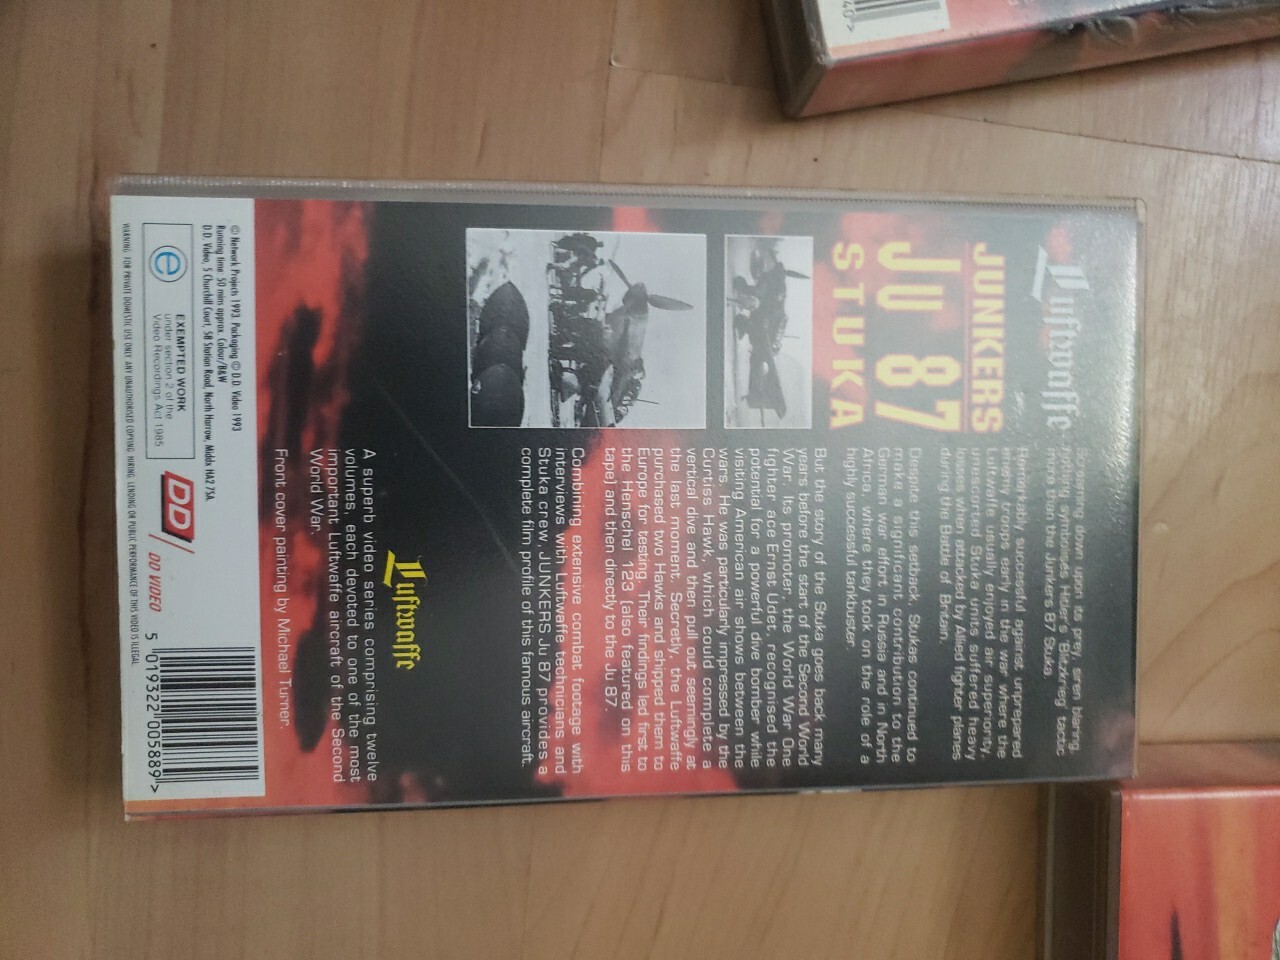 Luftwaffe
JUNKERS
Ju 87
STUKA
down upon its prey, siren blaring,
symbolises Hitler's 'Blitzkrieg' tactic
more than the Junkers 87 Stuka.
Remarkably successful against unprepared
enemy troops early in the war where the
Luftwaffe usually enjoyed air superiority,
unescorted Stuka units suffered heavy
losses when attacked by Allied fighter planes
during the Battle of Britain.
Despite this setback, Stukas continued to
make a significant contribution to the
German war effort, in Russia and in North
Africa, where they took on the role of a
highly successful tankbuster.
But the story of the Stuka goes back many
years before the start of the Second World
War. Its promoter, the World War One
fighter ace Ernst Udet, recognised the
potential for a powerful dive bomber while
visiting American air shows between the
wars. He was particularly impressed by the
Curtiss Hawk, which could complete a
vertical dive and then pull out seemingly at
the last moment. Secretly, the Luftwaffe
purchased two Hawks and shipped them to
Europe for testing. Their findings led first to
the Henschel 123 (also featured on this
tape) and then directly to the Ju 87.
Combining extensive combat footage with
interviews with Luftwaffe technicians and
Stuka crew, JUNKERS Ju 87 provides a
complete film profile of this famous aircraft.
Luftwaffe
A superb video series comprising twelve
volumes, each devoted to one of the most
important Luftwaffe aircraft of the Second
World War.
Front cover painting by Michael Turner.
© Network Projects 1993 Packaging © D.D. Video 1993
Running time: 50 mins approx. Colour/B&W
D.D. Video, 5 Churchill Court, 58 Station Road, North Harrow, Middx HA2 7SA.
e
EXEMPTED WORK
under section 2 of the
Video Recordings Act 1985
DD
DD VIDEO
5 019322 005889 >
WARNING: FOR PRIVATE DOMESTIC USE ONLY. ANY UNAUTHORISED COPYING, HIRING, LENDING OR PUBLIC PERFORMANCE OF THIS VIDEO IS ILLEGAL.
40 >